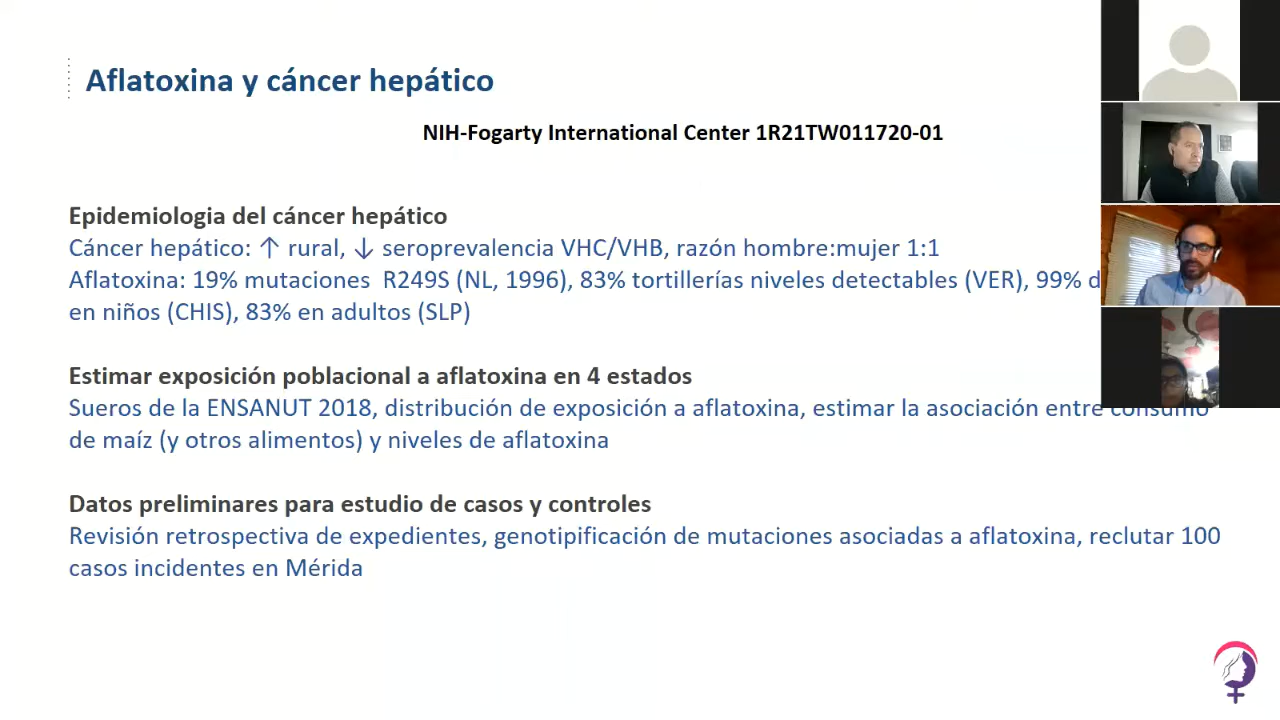 Aflatoxina y cáncer hepático
NIH-Fogarty International Center 1R21TW011720-01
Epidemiologia del cáncer hepático
Cáncer hepático: ↑ rural, ↓ seroprevalencia VHC/VHB, razón hombre:mujer 1:1
Aflatoxina: 19% mutaciones R249S (NL, 1996), 83% tortillerías niveles detectables (VER), 99%
en niños (CHIS), 83% en adultos (SLP)
Estimar exposición poblacional a aflatoxina en 4 estados
Sueros de la ENSANUT 2018, distribución de exposición a aflatoxina, estimar la asociación entre consumo
de maíz (y otros alimentos) y niveles de aflatoxina
Datos preliminares para estudio de casos y controles
Revisión retrospectiva de expedientes, genotipificación de mutaciones asociadas a aflatoxina, reclutar 100
casos incidentes en Mérida